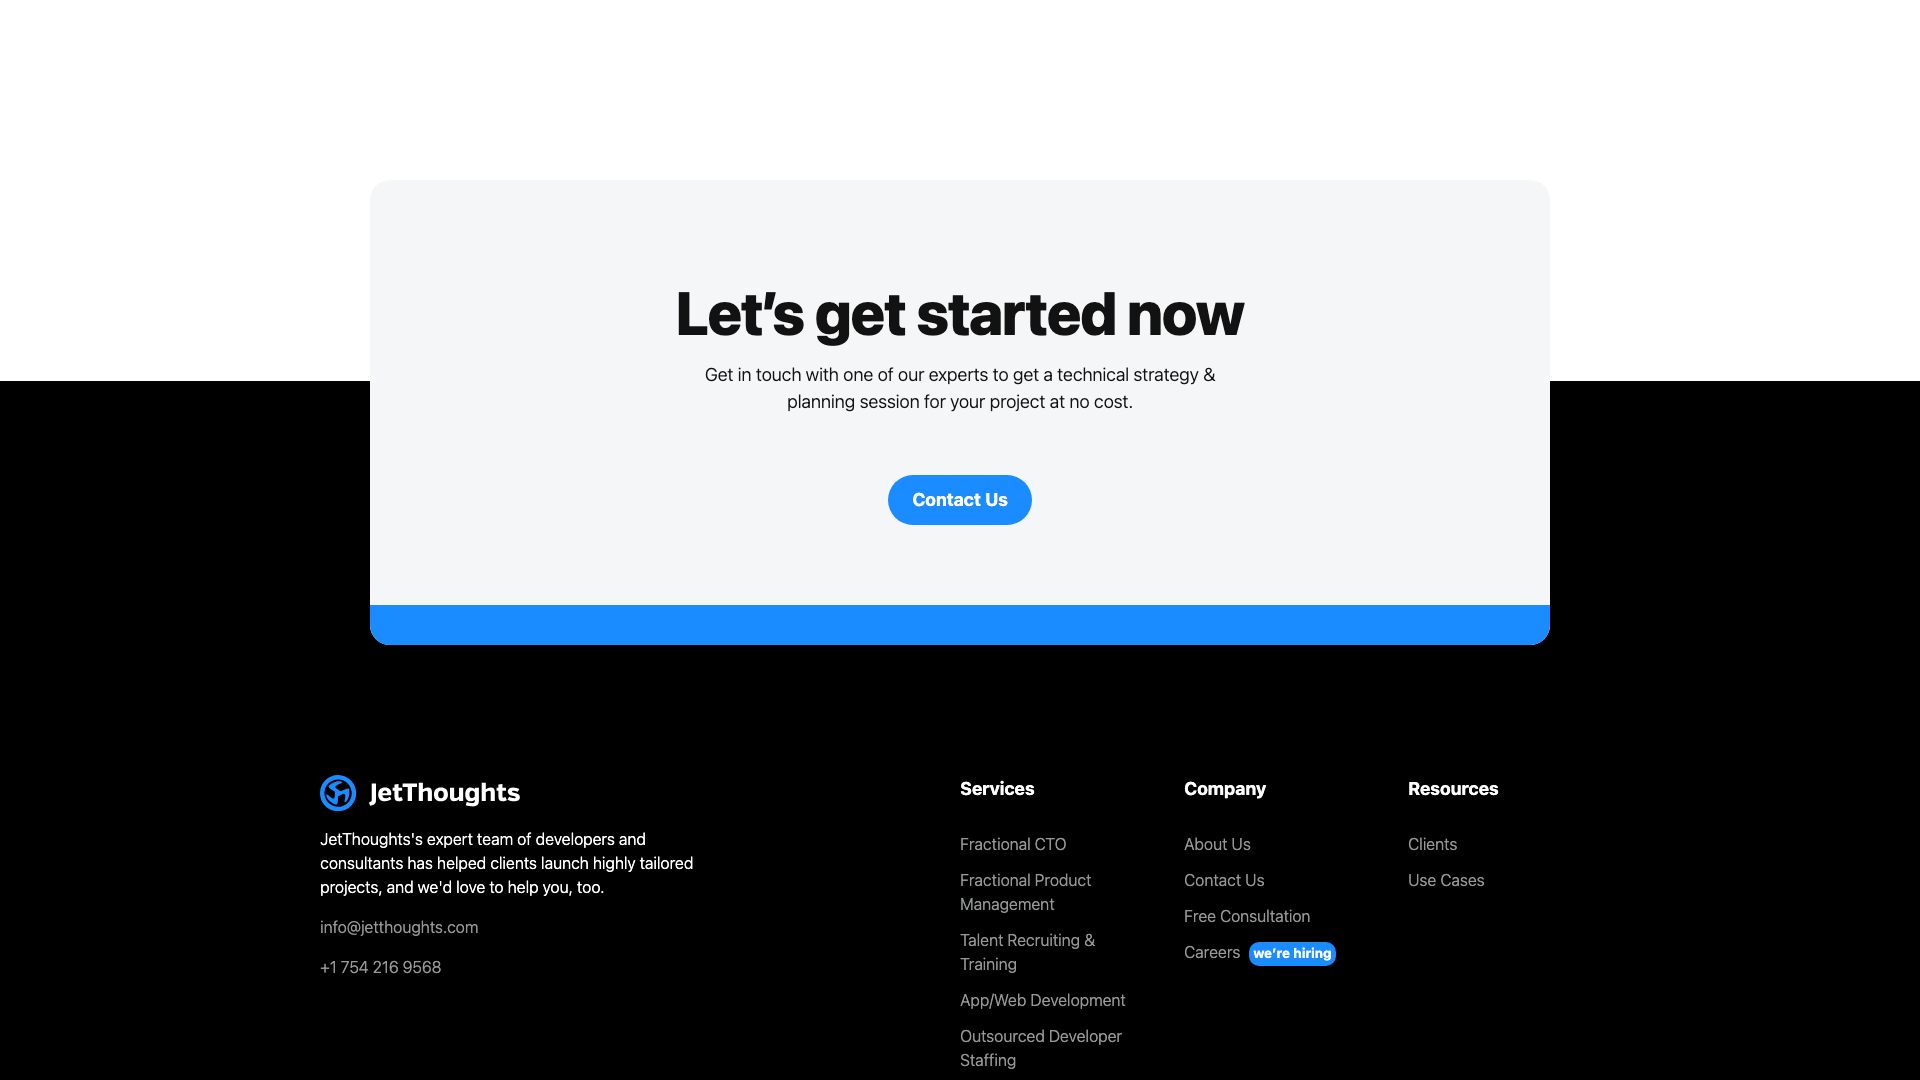 Let’s get started now
Get in touch with one of our experts to get a technical strategy &
planning session for your project at no cost.
Contact Us
JetThoughts
JetThoughts's expert team of developers and
consultants has helped clients launch highly tailored
projects, and we'd love to help you, too.
info@jetthoughts.com
+1 754 216 9568
Services
Fractional CTO
Fractional Product
Management
Talent Recruiting &
Training
App/Web Development
Outsourced Developer
Staffing
Company
About Us
Contact Us
Free Consultation
Careers we’re hiring
Resources
Clients
Use Cases